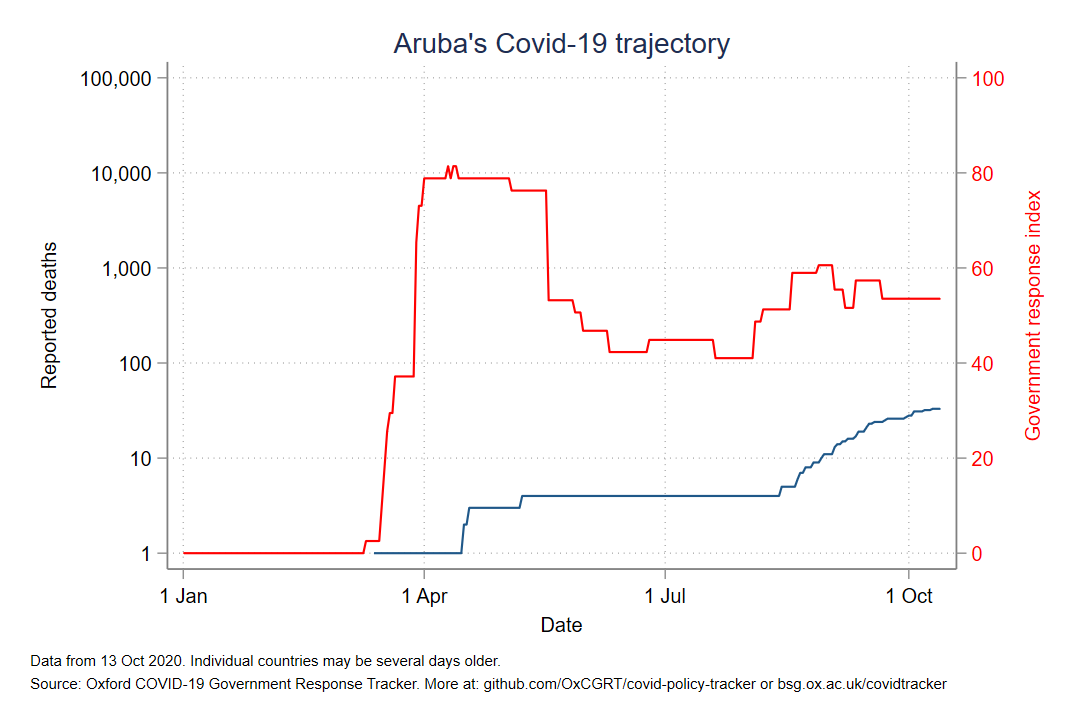 Aruba's Covid-19 trajectory
100,000
10,000
1,000
100
10
1
Reported deaths
100
80
60
40
20
0
Government response index
1 Jan
1 Apr
1 Jul
1 Oct
Date
Data from 13 Oct 2020. Individual countries may be several days older.
Source: Oxford COVID-19 Government Response Tracker. More at: github.com/OxCGRT/covid-policy-tracker or bsg.ox.ac.uk/covidtracker